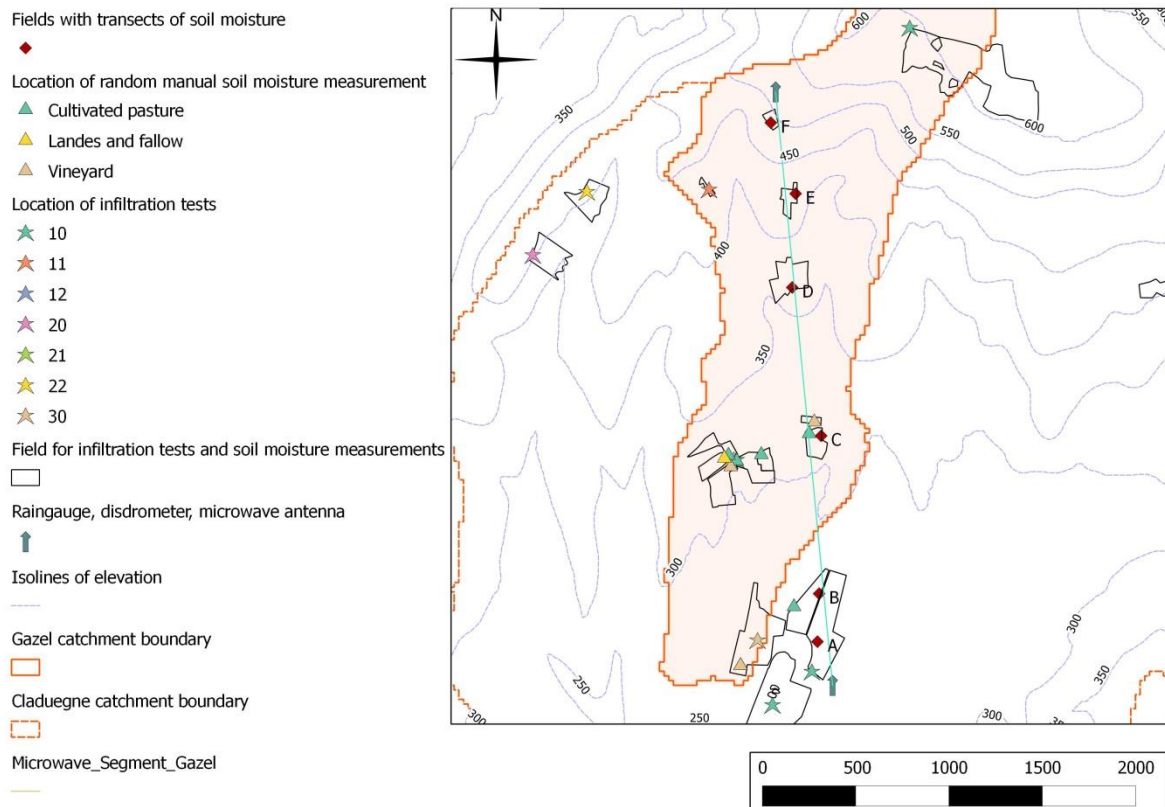 Fields with transects of soil moisture
Location of random manual soil moisture measurement
Cultivated pasture
Landes and fallow
Vineyard
Location of infiltration tests
10
11
12
20
21
22
30
Field for infiltration tests and soil moisture measurements
Raingauge, disdrometer, microwave antenna
Isolines of elevation
Gazel catchment boundary
Claduegne catchment boundary
Microwave_Segment_Gazel
N
600
550
350
600
550
500
F
450
E
400
D
350
C
300
B
A
300
350
250
300
250
300
0 500 1000 1500 2000